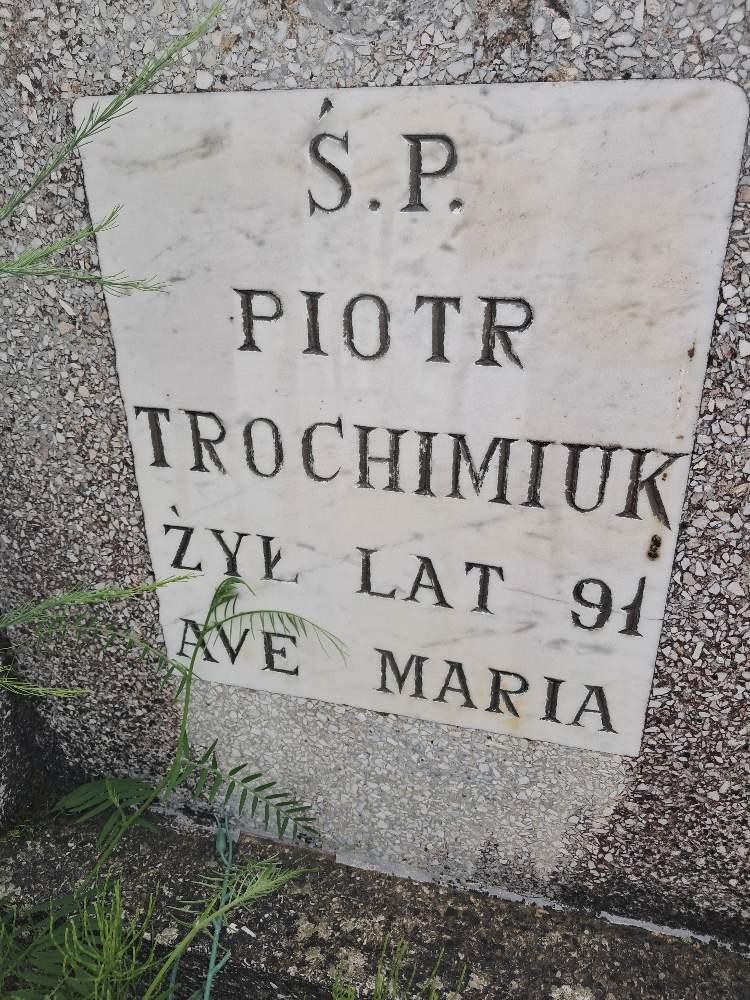 Ś.P.
PIOTR
TROCHIMIUK
ŻYŁ LAT 91
AVE MARIA